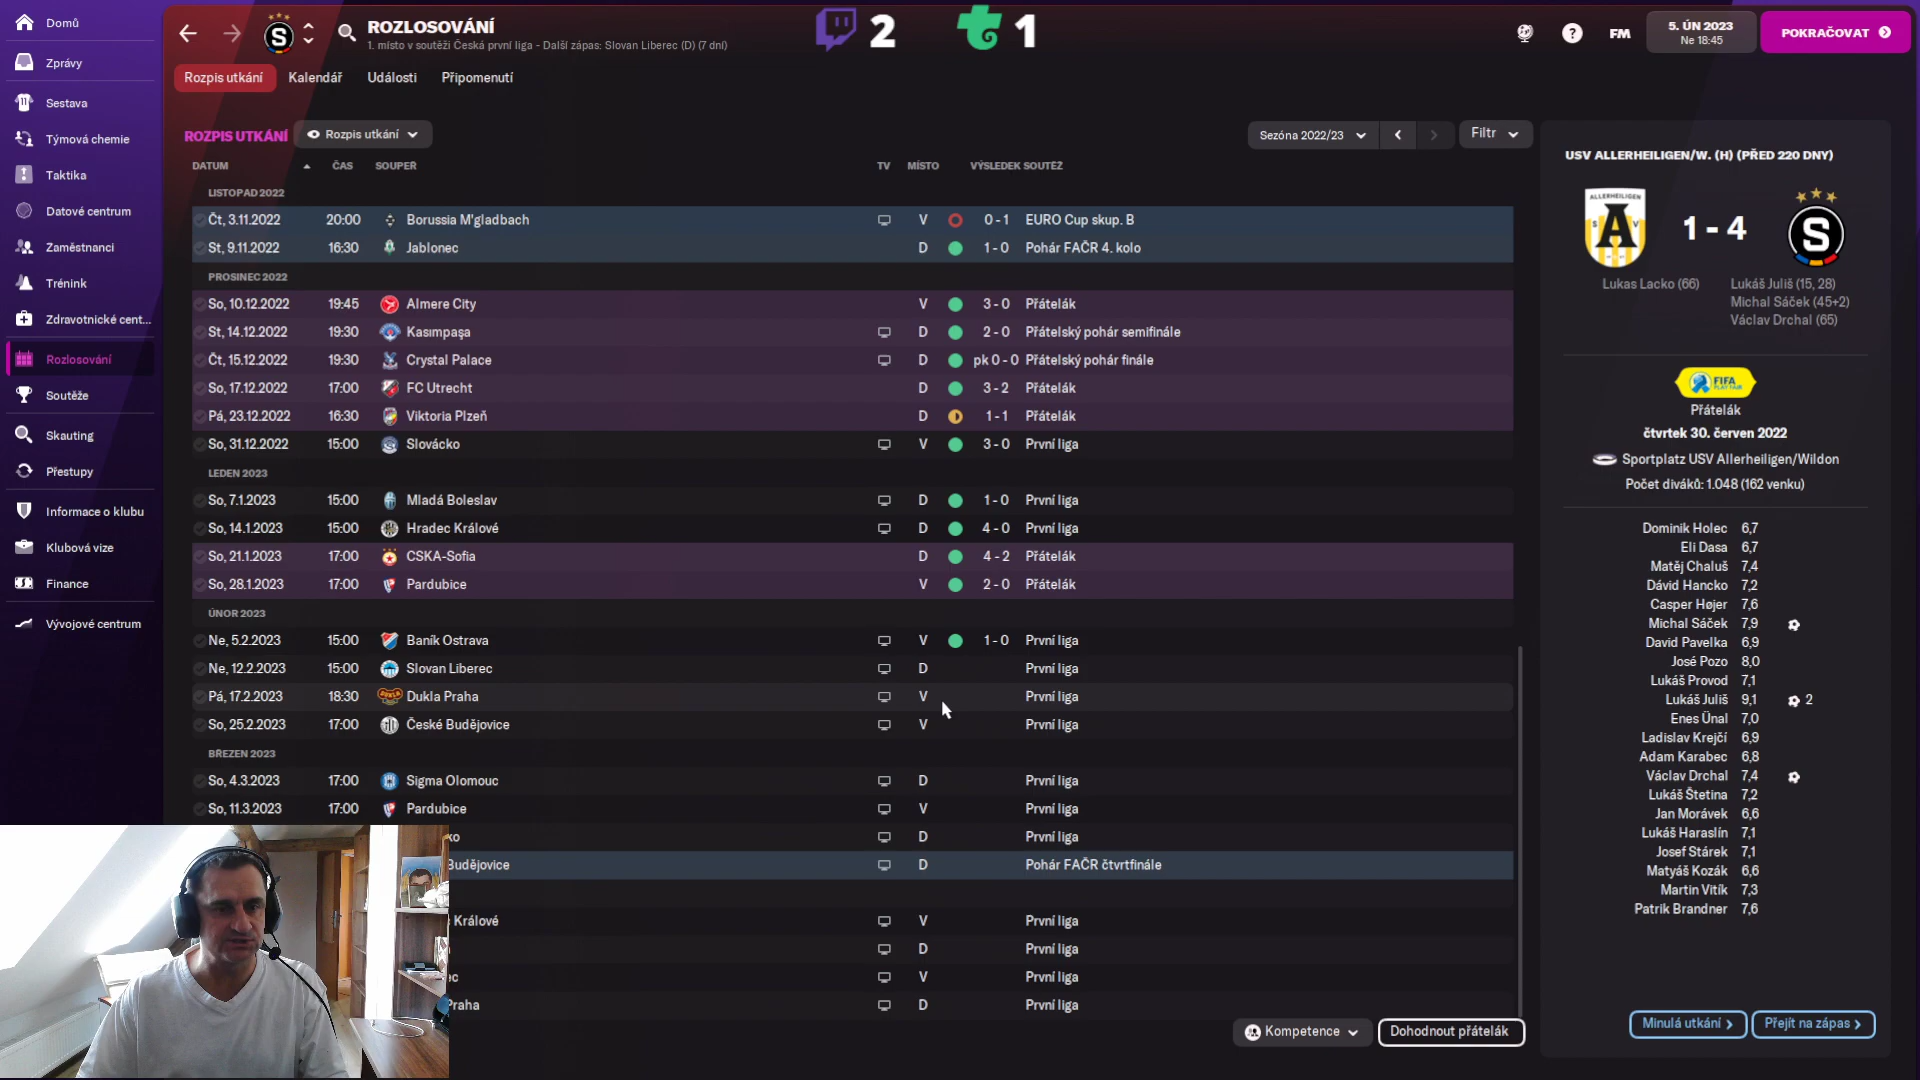 Domů
Zprávy
Sestava
Týmová chemie
Taktika
Datové centrum
Zaměstnanci
Trénink
Zdravotnické cent...
Rozlosování
Soutěže
Skauting
Přestupy
Informace o klubu
Klubová vize
Finance
Vývojové centrum
ROZLOSOVÁNÍ
1. místo v soutěži Česká první liga - Další zápas: Slovan Liberec (D) (7 dní)
2
1
FM
5. ÚN 2023
Ne 18:45
POKRAČOVAT
Rozpis utkání Kalendář Události Připomenutí
ROZPIS UTKÁNÍ Rozpis utkání
Sezóna 2022/23 Filtr
DATUM ČAS SOUPEŘ TV MÍSTO VÝSLEDEK SOUTĚŽ
LISTOPAD 2022
Čt, 3.11.2022 20:00 Borussia M'gladbach V 0 - 1 EURO Cup skup. B
St, 9.11.2022 16:30 Jablonec D 1 - 0 Pohár FAČR 4. kolo
PROSINEC 2022
So, 10.12.2022 19:45 Almere City V 3 - 0 Přátelák
St, 14.12.2022 19:30 Kasımpaşa D 2 - 0 Přátelský pohár semifinále
Čt, 15.12.2022 19:30 Crystal Palace D pk 0 - 0 Přátelský pohár finále
So, 17.12.2022 17:00 FC Utrecht D 3 - 2 Přátelák
Pá, 23.12.2022 16:30 Viktoria Plzeň D 1 - 1 Přátelák
So, 31.12.2022 15:00 Slovácko V 3 - 0 První liga
LEDEN 2023
So, 7.1.2023 15:00 Mladá Boleslav D 1 - 0 První liga
So, 14.1.2023 15:00 Hradec Králové D 4 - 0 První liga
So, 21.1.2023 17:00 CSKA-Sofia D 4 - 2 Přátelák
So, 28.1.2023 17:00 Pardubice V 2 - 0 Přátelák
ÚNOR 2023
Ne, 5.2.2023 15:00 Baník Ostrava V 1 - 0 První liga
Ne, 12.2.2023 15:00 Slovan Liberec D První liga
Pá, 17.2.2023 18:30 Dukla Praha V První liga
So, 25.2.2023 17:00 České Budějovice V První liga
BŘEZEN 2023
So, 4.3.2023 17:00 Sigma Olomouc D První liga
So, 11.3.2023 17:00 Pardubice V První liga
ko D První liga
Budějovice D Pohár FAČR čtvrtfinále
Králové V První liga
D První liga
ec V První liga
Praha D První liga
Kompetence Dohodnout přátelák
USV ALLERHEILIGEN/W. (H) (PŘED 220 DNY)
ALLERHEILIGEN
A
SV
1 - 4
S
Lukas Lacko (66)
Lukáš Juliš (15, 28)
Michal Sáček (45+2)
Václav Drchal (65)
FIFA
Přátelák
čtvrtek 30. červen 2022
Sportplatz USV Allerheiligen/Wildon
Počet diváků: 1.048 (162 venku)
Dominik Holec 6,7
Eli Dasa 6,7
Matěj Chaluš 7,4
Dávid Hancko 7,2
Casper Højer 7,6
Michal Sáček 7,9
David Pavelka 6,9
José Pozo 8,0
Lukáš Provod 7,1
Lukáš Juliš 9,1 2
Enes Ünal 7,0
Ladislav Krejčí 6,9
Adam Karabec 6,8
Václav Drchal 7,4
Lukáš Štetina 7,2
Jan Morávek 6,6
Lukáš Haraslín 7,1
Josef Stárek 7,1
Matyáš Kozák 6,6
Martin Vitík 7,3
Patrik Brandner 7,6
Minulá utkání Přejít na zápas